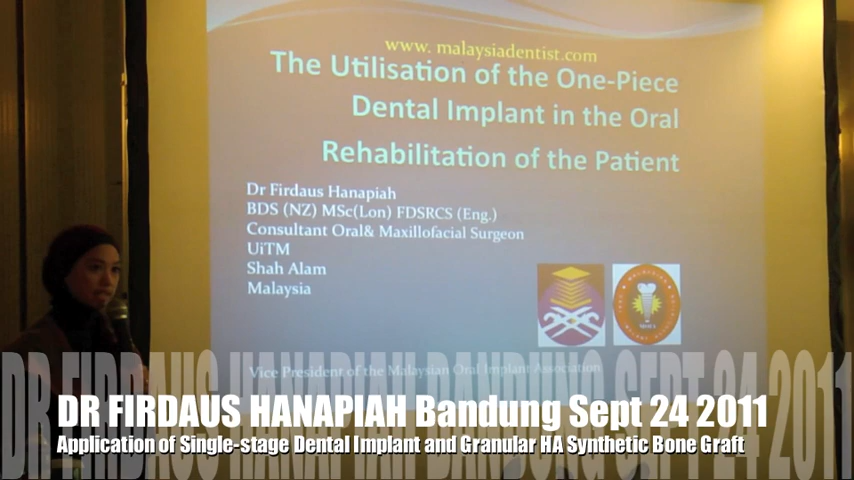 www. malaysiadentist.com
The Utilisation of the One-Piece
Dental Implant in the Oral
Rehabilitation of the Patient
Dr Firdaus Hanapiah
BDS (NZ) MSc(Lon) FDSRCS (Eng.)
Consultant Oral& Maxillofacial Surgeon
UiTM
Shah Alam
Malaysia
Vice President of the Malaysian Oral Implant Association
DR FIRDAUS HANAPIAH BANDUNG SEPT 24 2011
DR FIRDAUS HANAPIAH Bandung Sept 24 2011
Application of Single-stage Dental Implant and Granular HA Synthetic Bone Graft